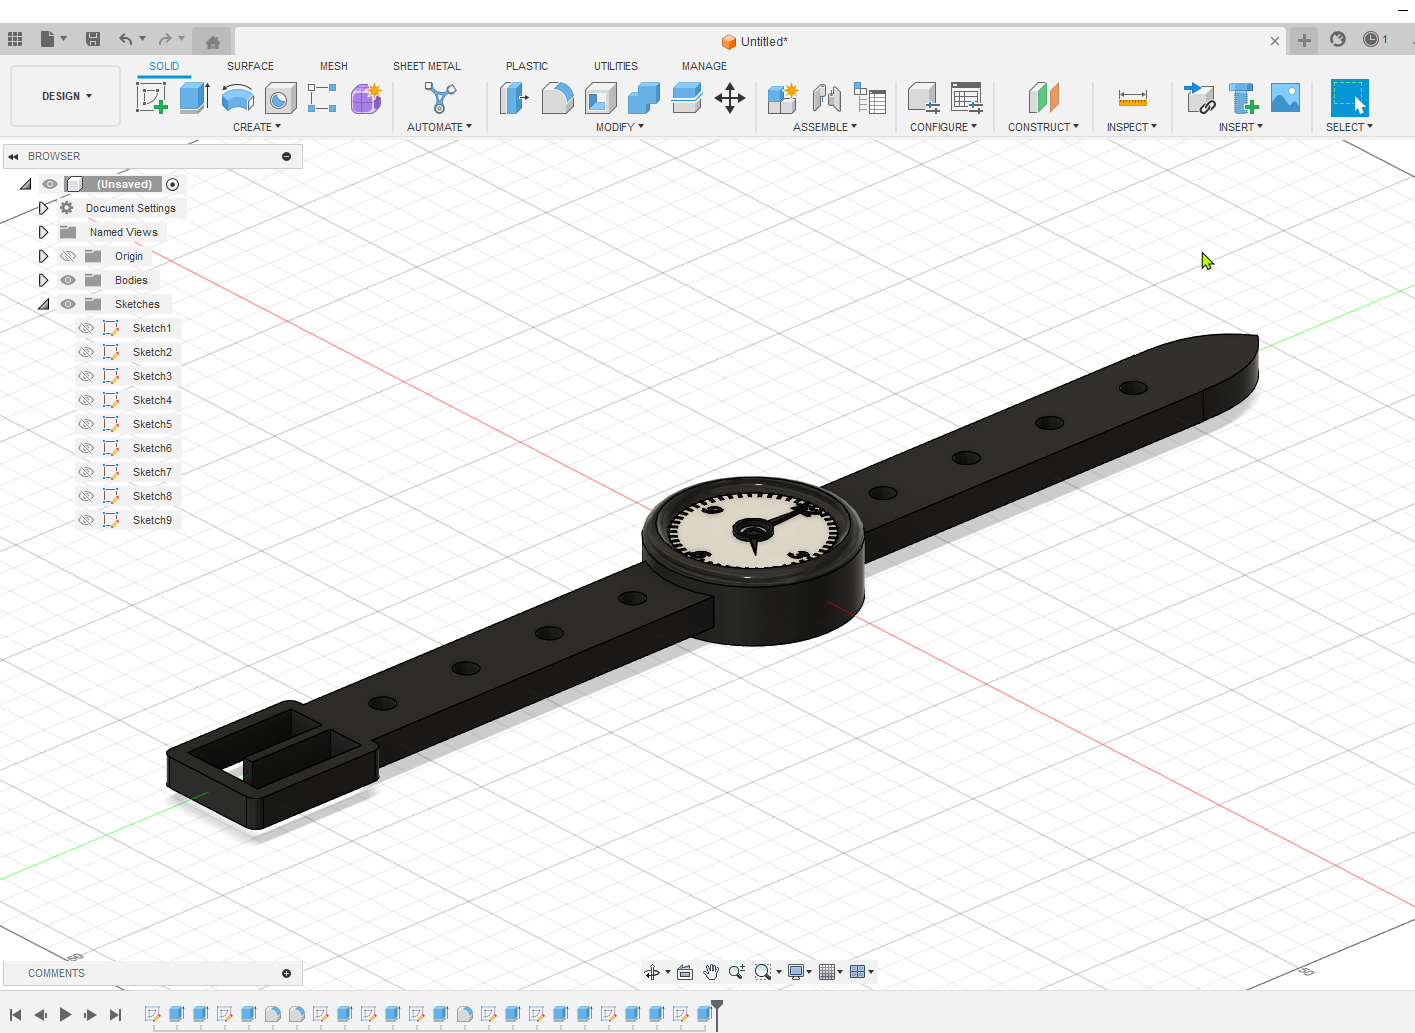 Untitled*
1
SOLID SURFACE MESH SHEET METAL PLASTIC UTILITIES MANAGE
DESIGN
CREATE AUTOMATE MODIFY ASSEMBLE CONFIGURE CONSTRUCT INSPECT INSERT SELECT
BROWSER
(Unsaved)
Document Settings
Named Views
Origin
Bodies
Sketches
Sketch1
Sketch2
Sketch3
Sketch4
Sketch5
Sketch6
Sketch7
Sketch8
Sketch9
50
COMMENTS